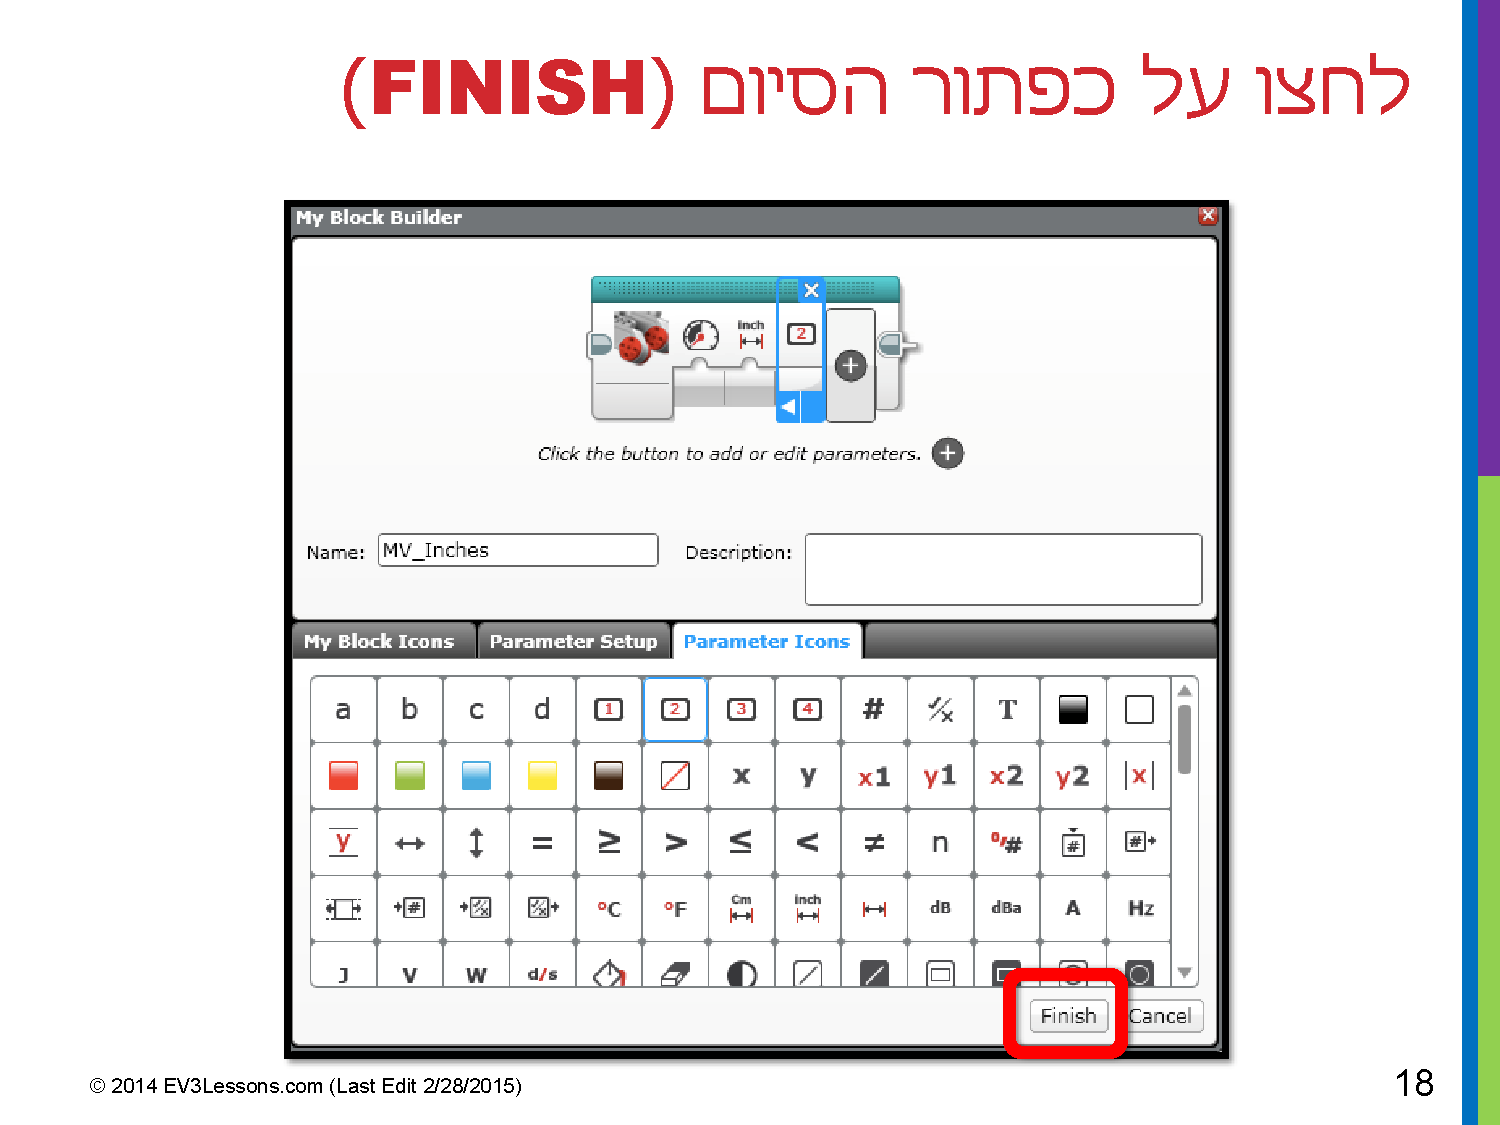 לחצו על כפתור הסיום (FINISH)
My Block Builder
inch
2
Click the button to add or edit parameters.
Name: MV_Inches Description:
My Block Icons Parameter Setup Parameter Icons
a b c d 1 2 3 4 # T
x y x1 y1 x2 y2 |x|
y = ≥ > ≤ < ≠ n °/# # #
# °C °F Cm inch dB dBa A Hz
J V W d/s
Finish Cancel
© 2014 EV3Lessons.com (Last Edit 2/28/2015)
18